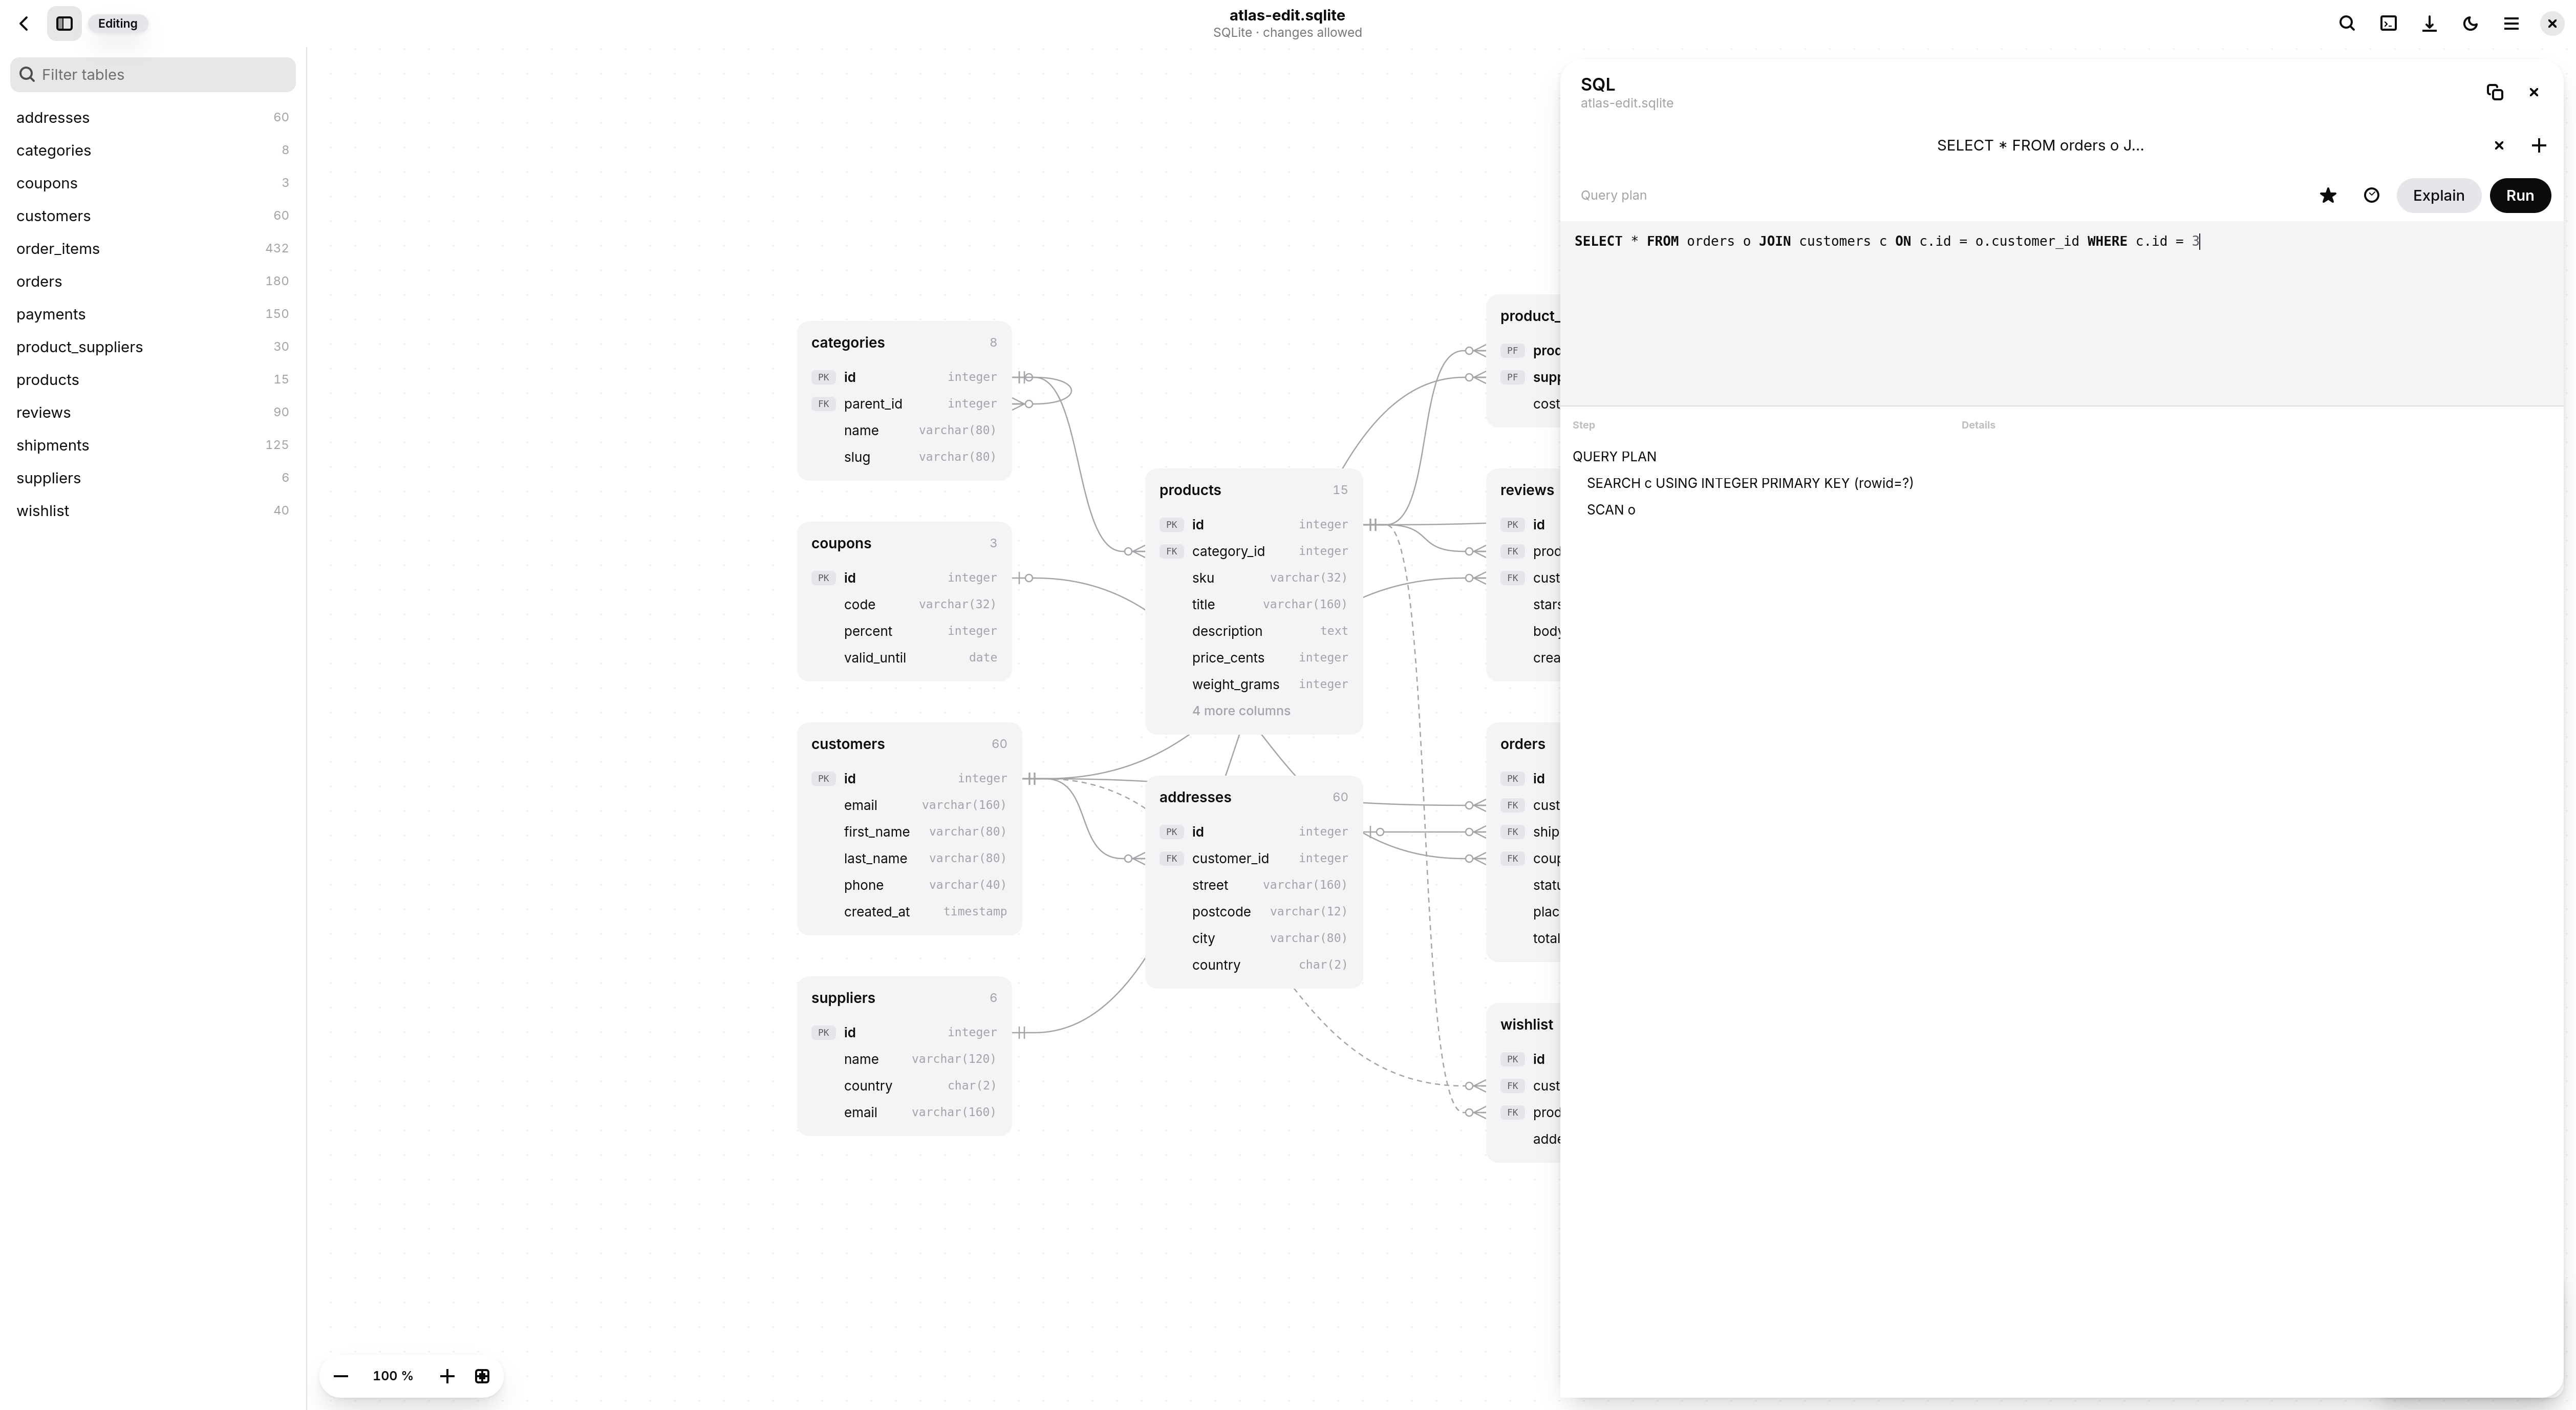 Editing
atlas-edit.sqlite
SQLite · changes allowed
Filter tables
addresses 60
categories 8
coupons 3
customers 60
order_items 432
orders 180
payments 150
product_suppliers 30
products 15
reviews 90
shipments 125
suppliers 6
wishlist 40
categories 8
PK id integer
FK parent_id integer
name varchar(80)
slug varchar(80)
coupons 3
PK id integer
code varchar(32)
percent integer
valid_until date
customers 60
PK id integer
email varchar(160)
first_name varchar(80)
last_name varchar(80)
phone varchar(40)
created_at timestamp
suppliers 6
PK id integer
name varchar(120)
country char(2)
email varchar(160)
products 15
PK id integer
FK category_id integer
sku varchar(32)
title varchar(160)
description text
price_cents integer
weight_grams integer
4 more columns
addresses 60
PK id integer
FK customer_id integer
street varchar(160)
postcode varchar(12)
city varchar(80)
country char(2)
product_
PF prod
PF supp
cost
reviews
PK id
FK prod
FK cust
stars
body
crea
orders
PK id
FK cust
FK ship
FK coup
statu
plac
total
wishlist
PK id
FK cust
FK prod
adde
100 %
SQL
atlas-edit.sqlite
SELECT * FROM orders o J...
Query plan
Explain
Run
SELECT * FROM orders o JOIN customers c ON c.id = o.customer_id WHERE c.id = 3
Step Details
QUERY PLAN
SEARCH c USING INTEGER PRIMARY KEY (rowid=?)
SCAN o